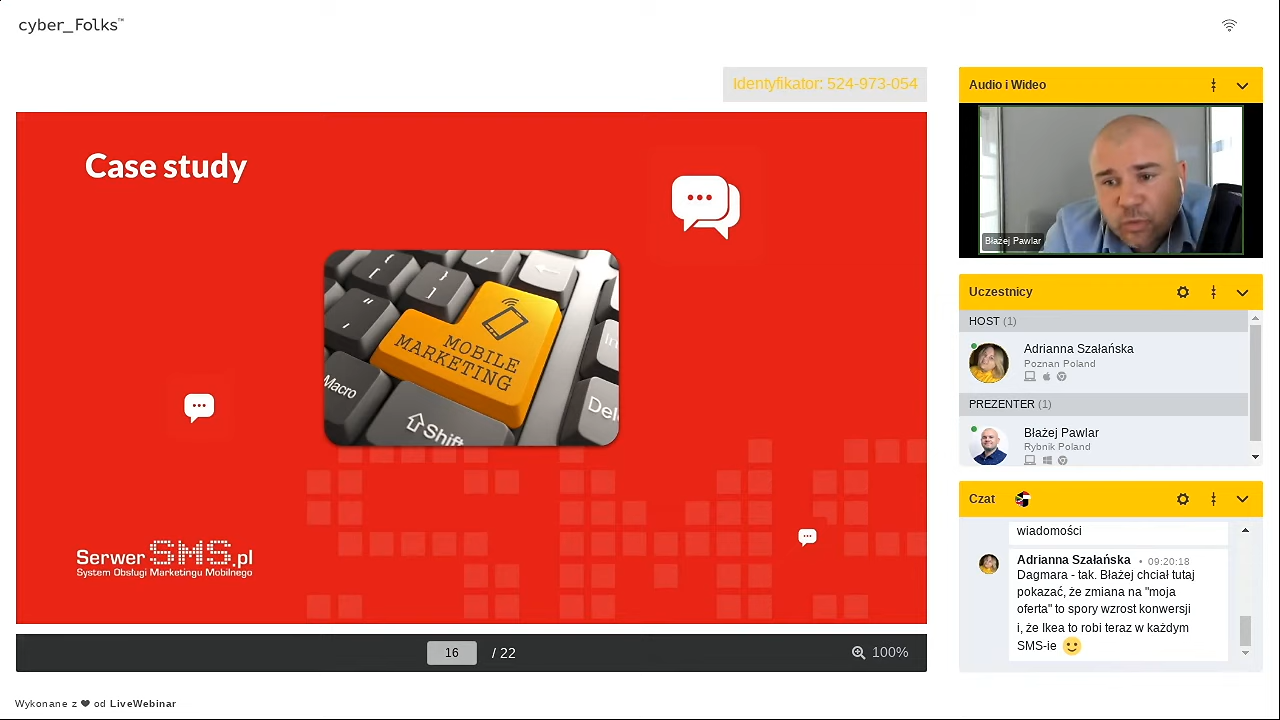 cyber_Folks™
Identyfikator: 524-973-054
Case study
MOBILE
MARKETING
Macro
Shift
Del
SerwerSMS.pl
System Obsługi Marketingu Mobilnego
16 / 22
100%
Audio i Wideo
Błażej Pawlar
Uczestnicy
HOST (1)
Adrianna Szałańska
Poznan Poland
PREZENTER (1)
Błażej Pawlar
Rybnik Poland
Czat
wiadomości
Adrianna Szałańska • 09:20:18
Dagmara - tak. Błażej chciał tutaj
pokazać, że zmiana na "moja
oferta" to spory wzrost konwersji
i, że Ikea to robi teraz w każdym
SMS-ie 🙂
Wykonane z ❤ od LiveWebinar